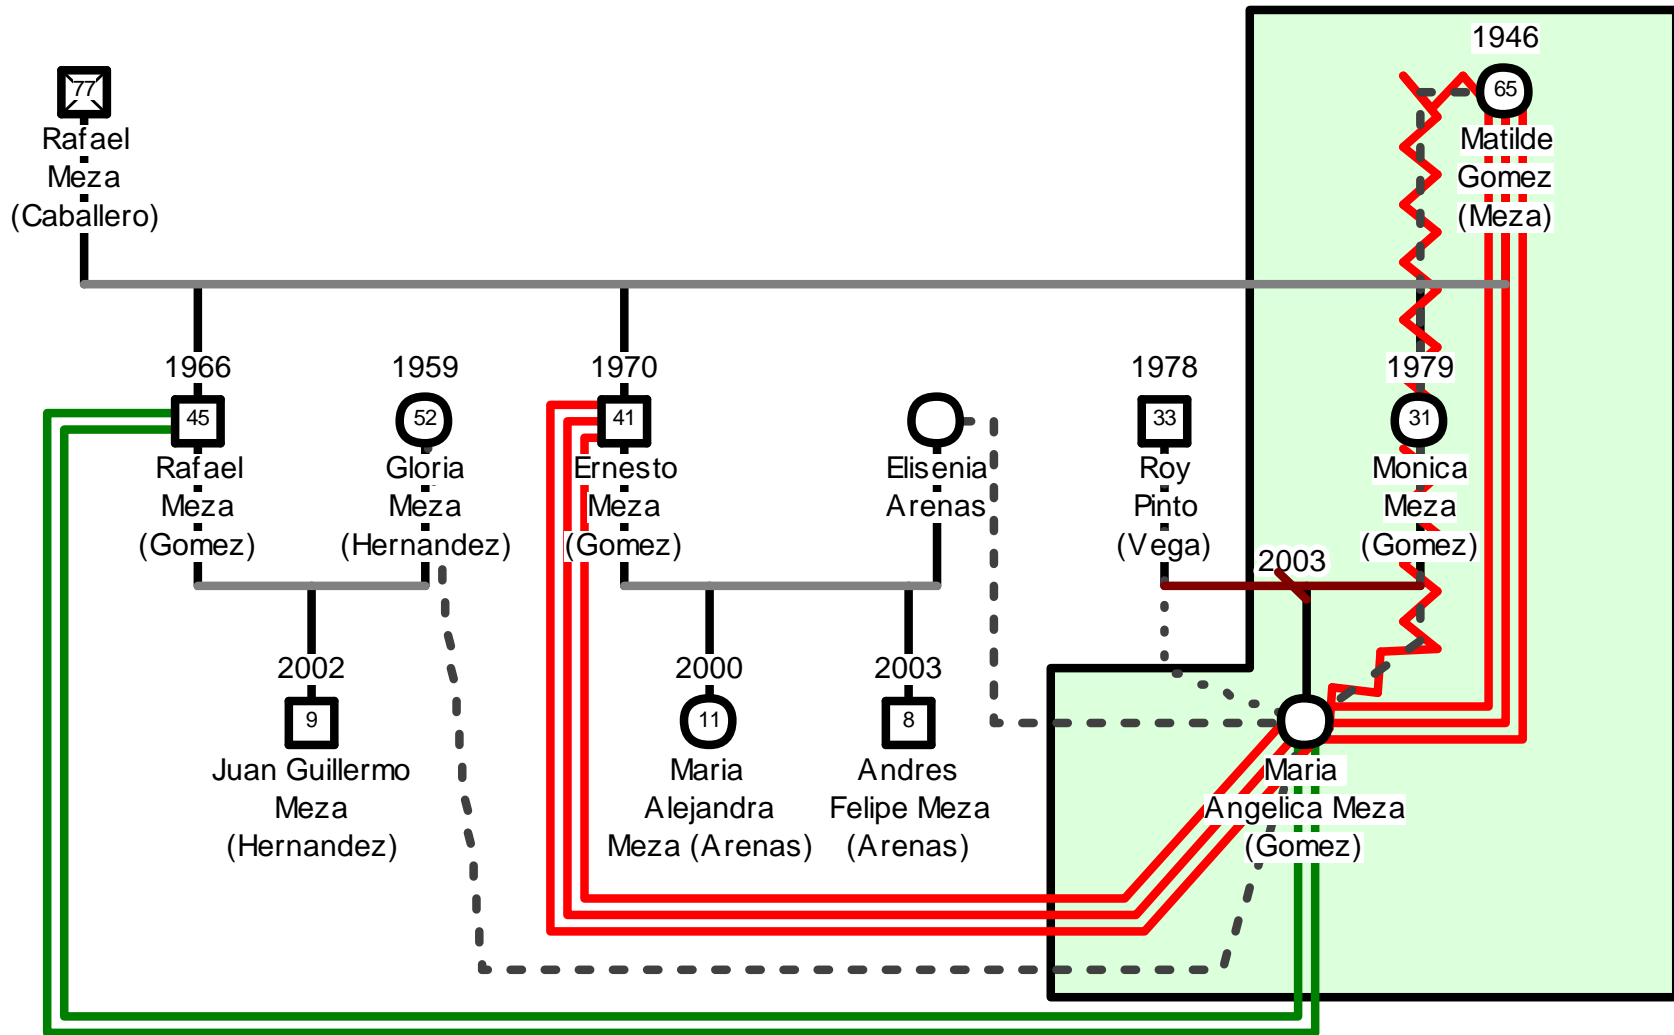 1946
77
65
Rafael
Meza
(Caballero)
Matilde
Gomez
(Meza)
1966
1959
1970
1978
1979
45
52
41
33
31
Rafael
Meza
(Gomez)
Gloria
Meza
(Hernandez)
Ernesto
Meza
(Gomez)
Elisenia
Arenas
Roy
Pinto
(Vega)
Monica
Meza
(Gomez)
2003
2002
2000
2003
9
11
8
Juan Guillermo
Meza
(Hernandez)
Maria
Alejandra
Meza (Arenas)
Andres
Felipe Meza
(Arenas)
Maria
Angelica Meza
(Gomez)